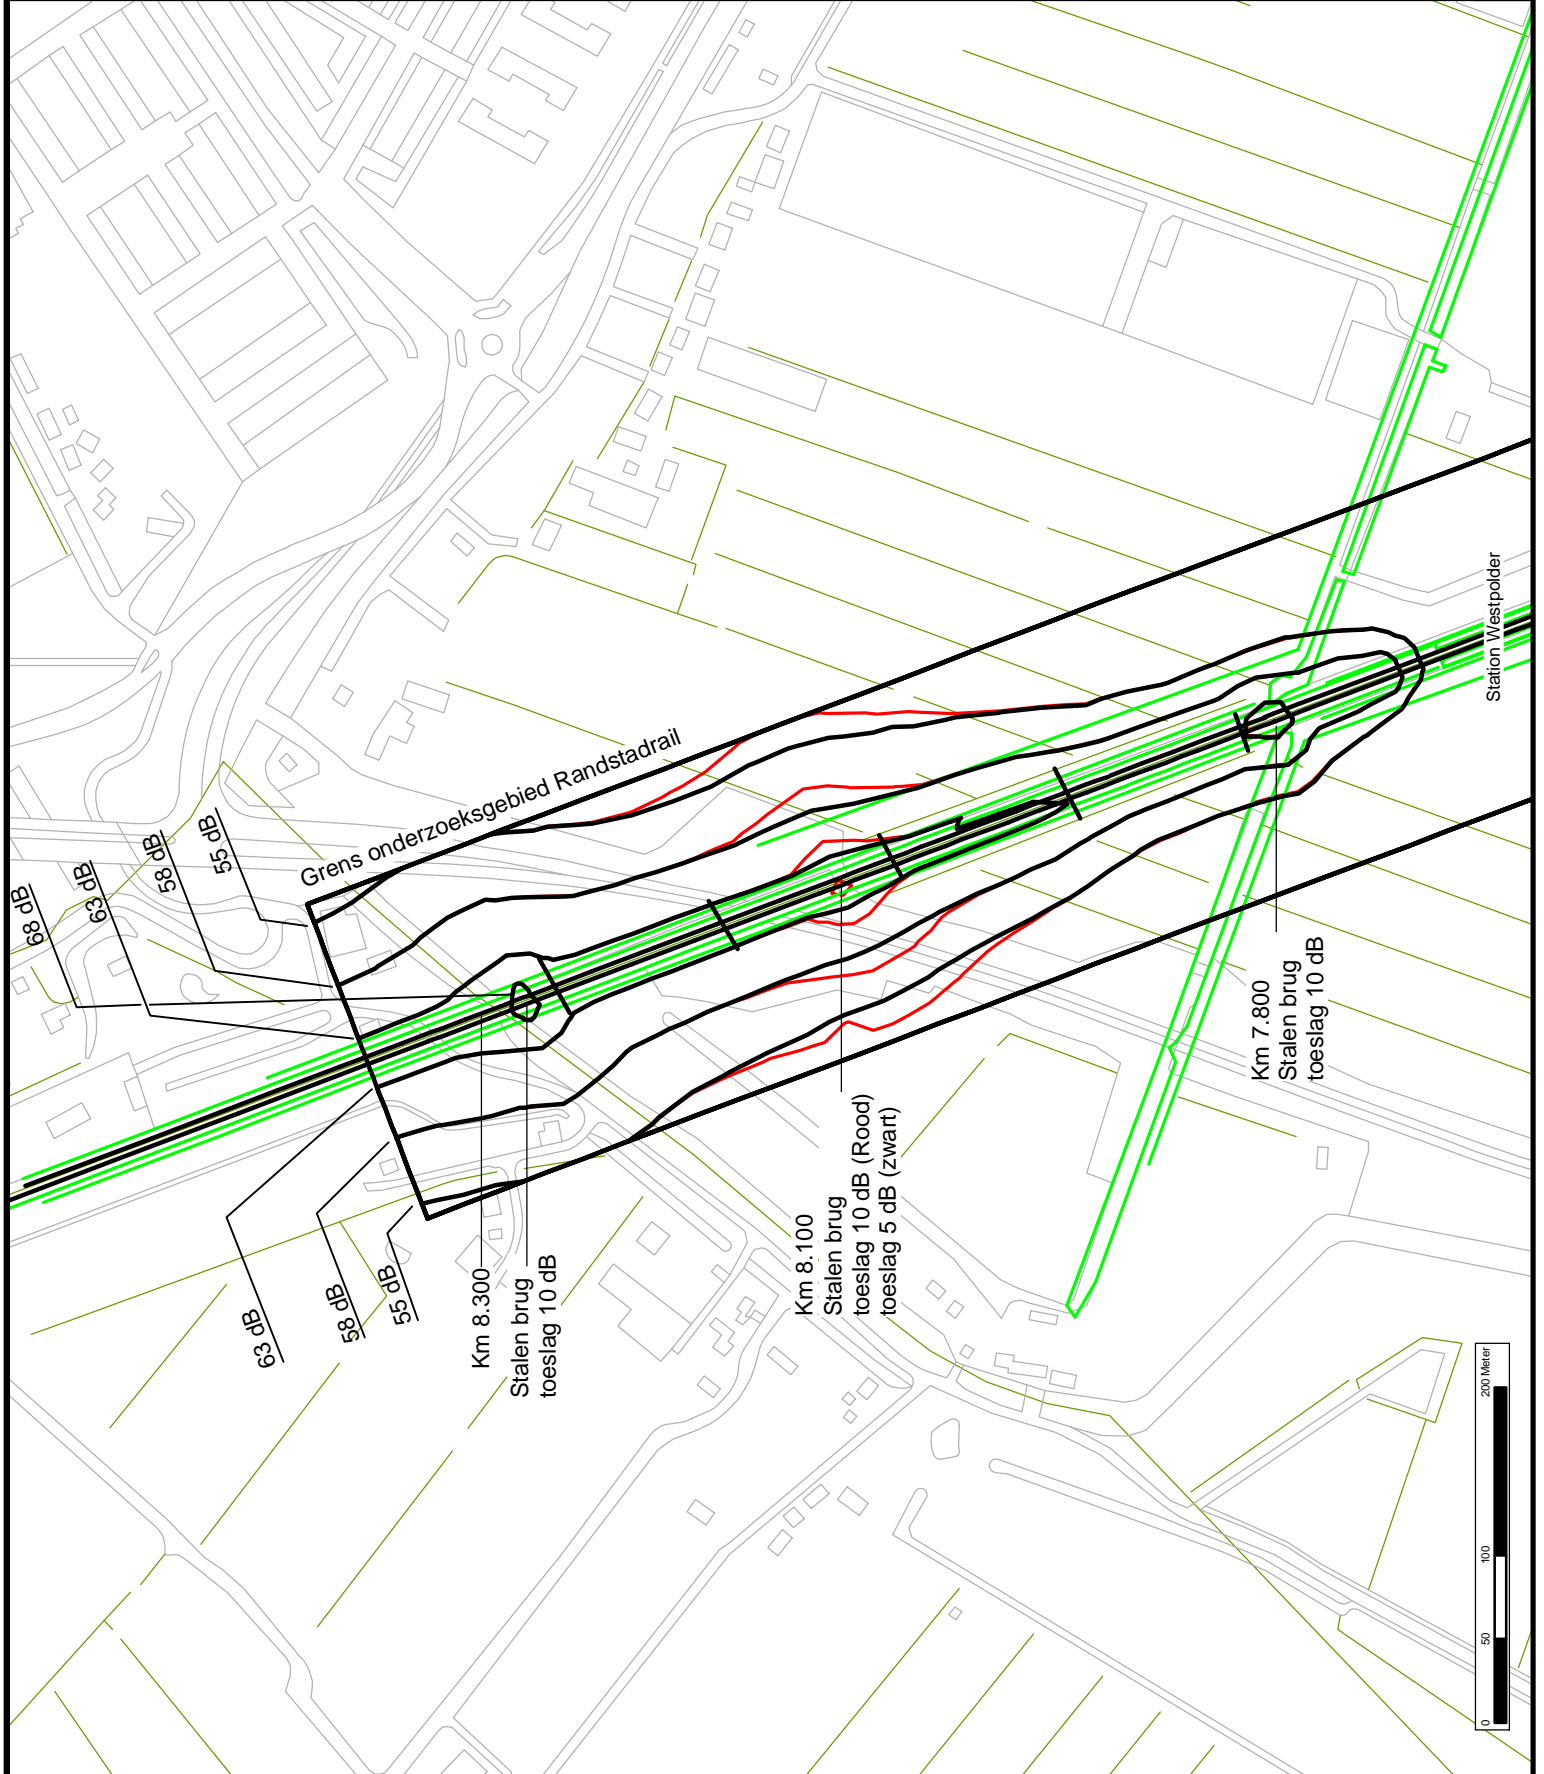 68 dB
63 dB
58 dB
55 dB
Grens onderzoeksgebied Randstadrail
63 dB
58 dB
55 dB
Km 8.300
Stalen brug
toeslag 10 dB
Km 8.100
Stalen brug
toeslag 10 dB (Rood)
toeslag 5 dB (zwart)
Km 7.800
Stalen brug
toeslag 10 dB
Station Westpolder
0 50 100 200 Meter